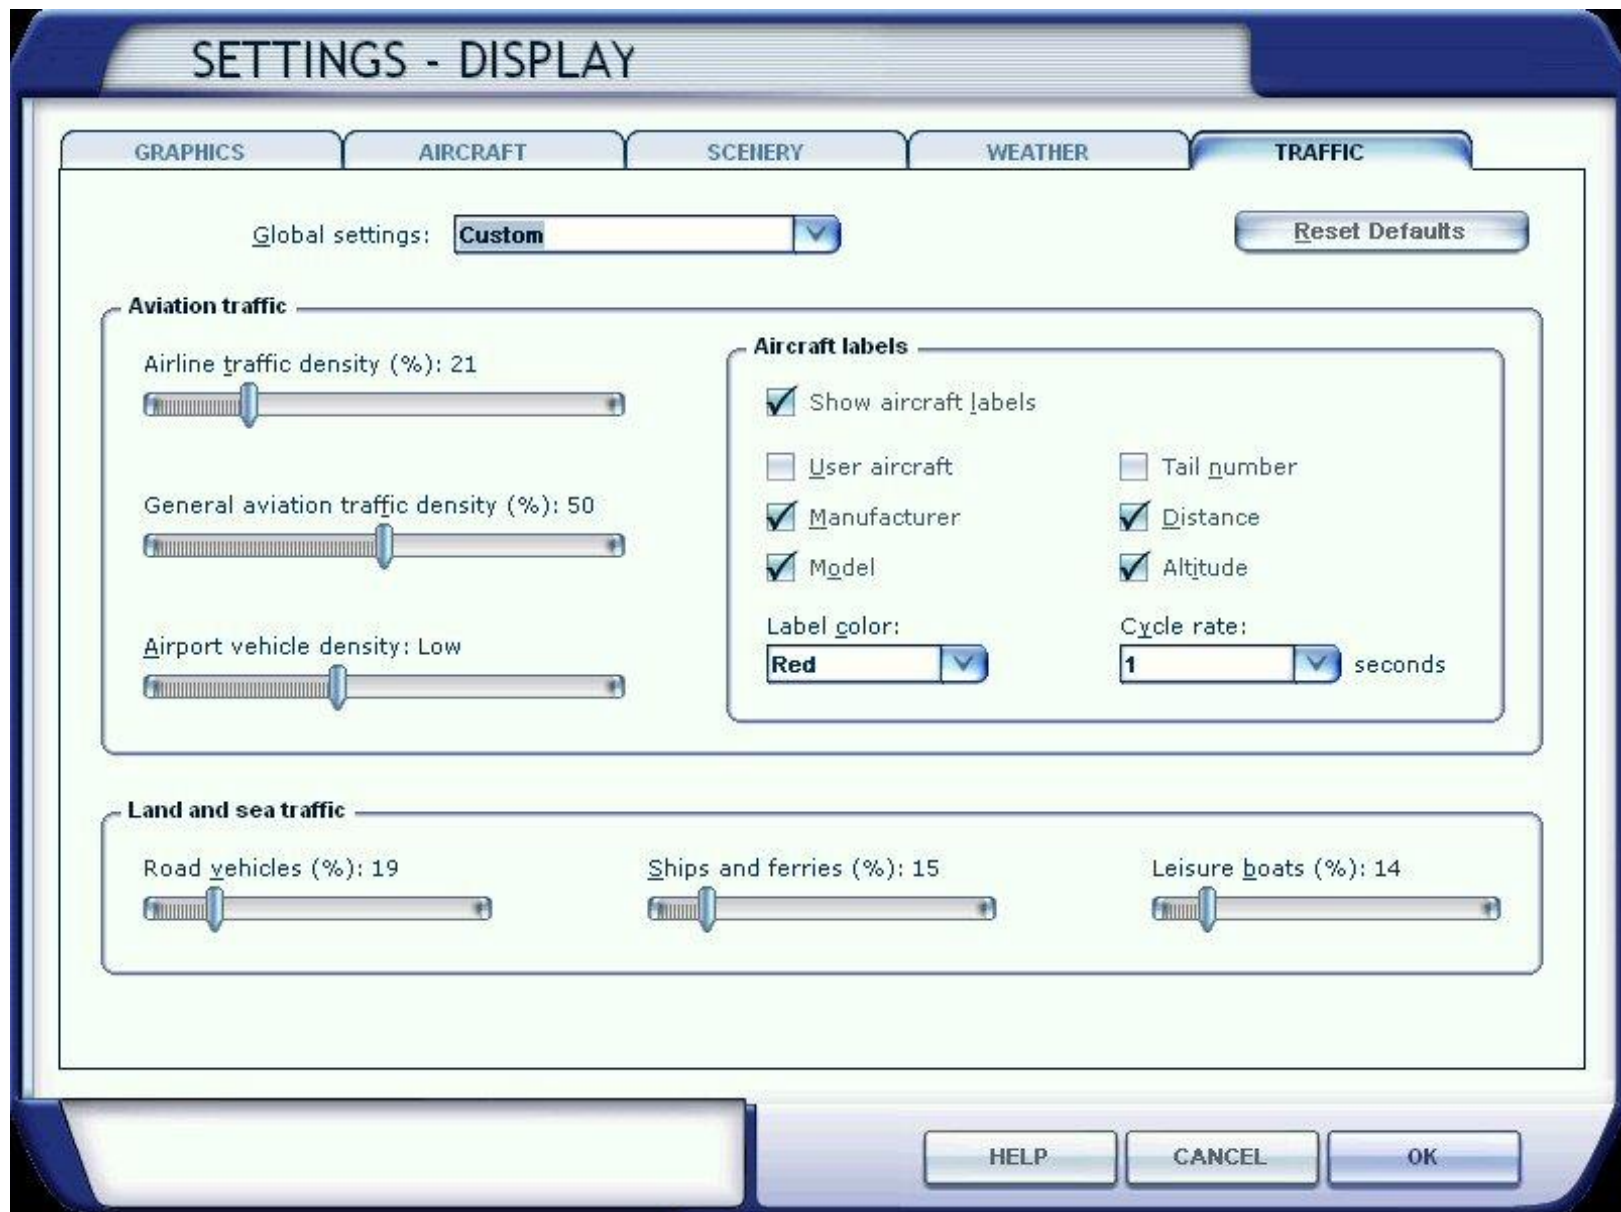 SETTINGS - DISPLAY
GRAPHICS AIRCRAFT SCENERY WEATHER TRAFFIC
Global settings: Custom Reset Defaults
Aviation traffic
Airline traffic density (%): 21
General aviation traffic density (%): 50
Airport vehicle density: Low
Aircraft labels
Show aircraft labels
User aircraft Tail number
Manufacturer Distance
Model Altitude
Label color: Cycle rate:
Red 1 seconds
Land and sea traffic
Road vehicles (%): 19 Ships and ferries (%): 15 Leisure boats (%): 14
HELP CANCEL OK